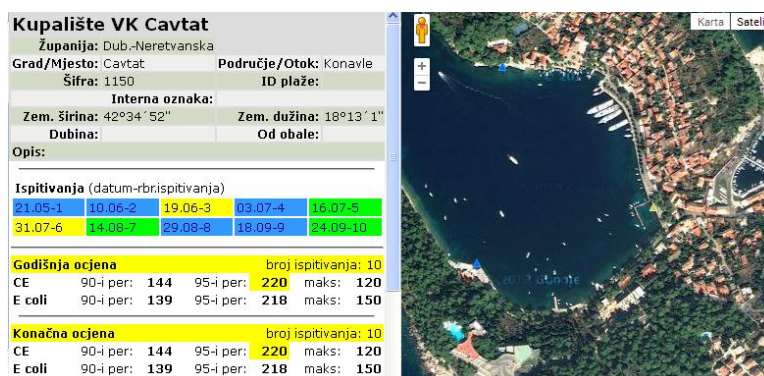 Kupalište VK Cavtat
Županija: Dub.-Neretvanska
Grad/Mjesto: Cavtat Područje/Otok: Konavle
Šifra: 1150 ID plaže:
Interna oznaka:
Zem. širina: 42º34´52" Zem. dužina: 18º13´1"
Dubina: Od obale:
Opis:
Ispitivanja (datum-rbr.ispitivanja)
21.05-1 10.06-2 19.06-3 03.07-4 16.07-5
31.07-6 14.08-7 29.08-8 18.09-9 24.09-10
Godišnja ocjena broj ispitivanja: 10
CE 90-i per: 144 95-i per: 220 maks: 120
E coli 90-i per: 139 95-i per: 218 maks: 150
Konačna ocjena broj ispitivanja: 10
CE 90-i per: 144 95-i per: 220 maks: 120
E coli 90-i per: 139 95-i per: 218 maks: 150
Karta Sateli